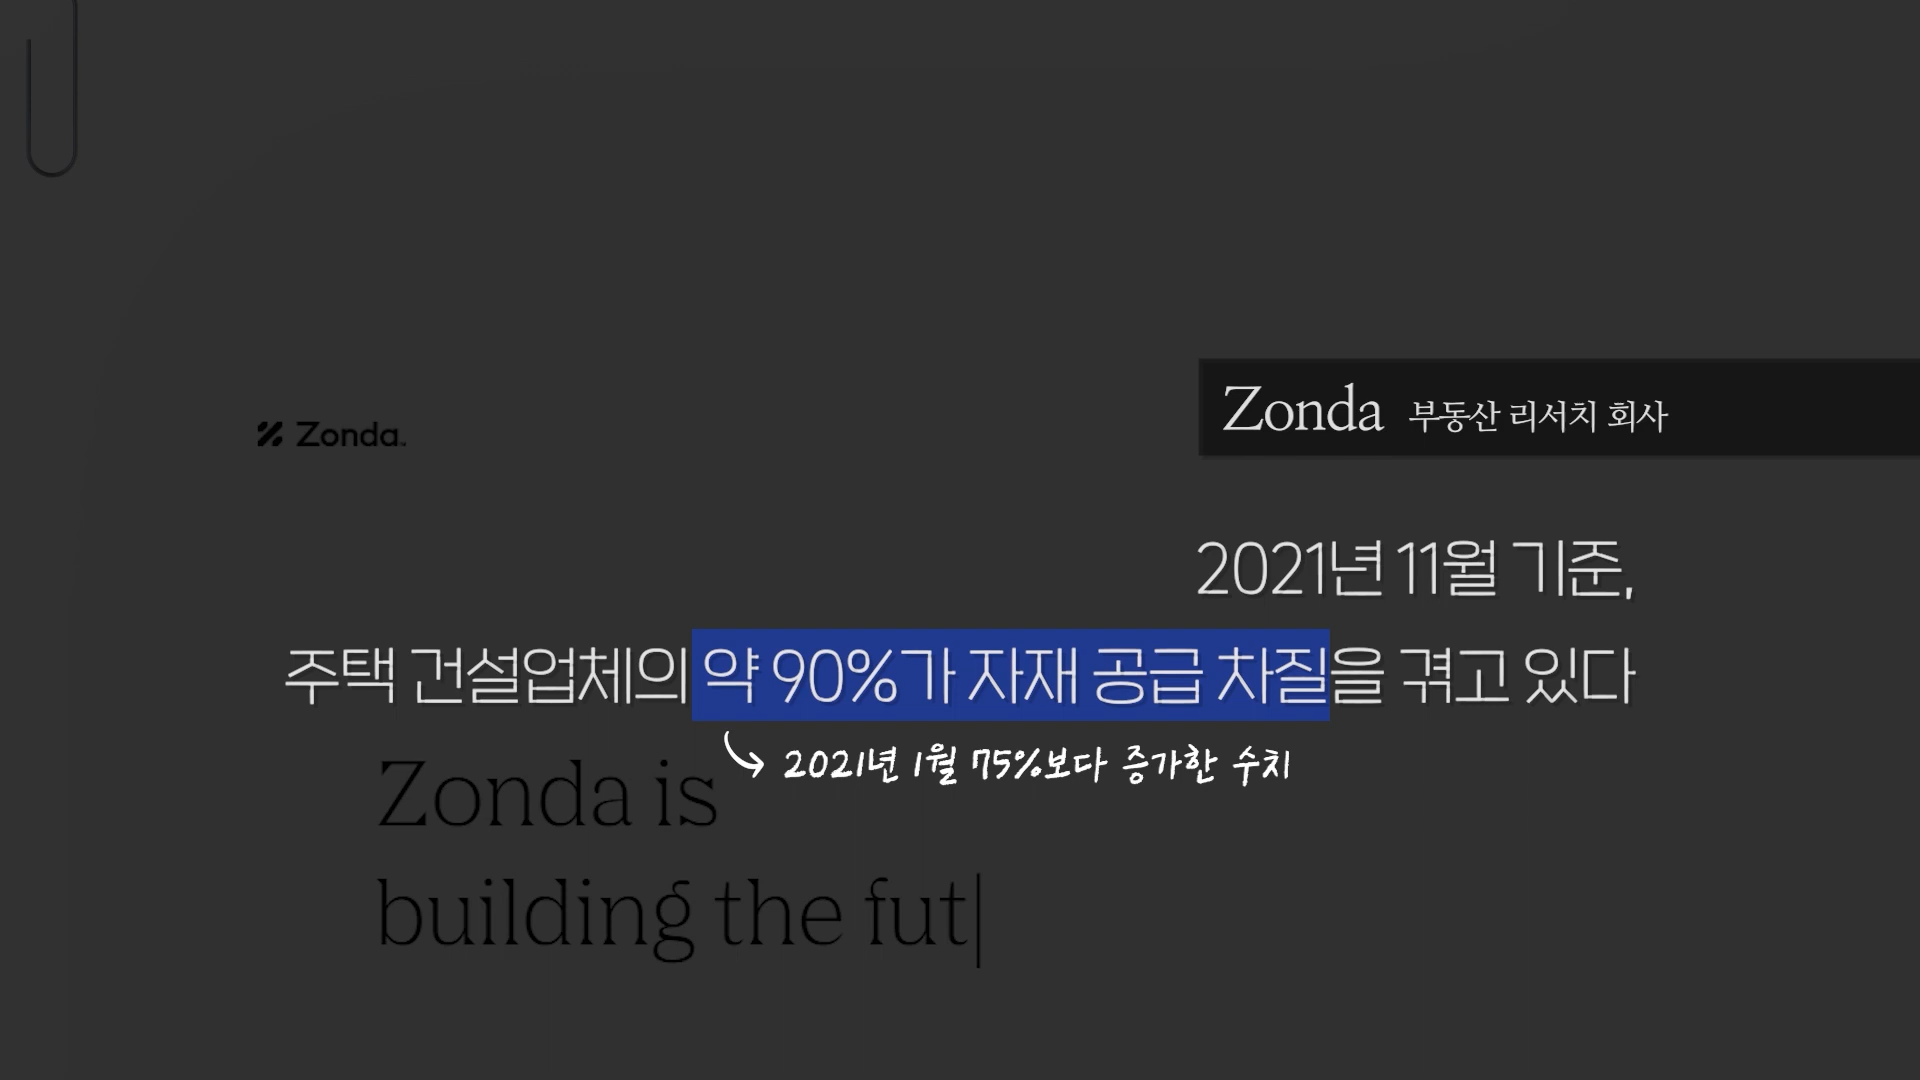 Zonda 부동산 리서치 회사
Zonda
2021년 11월 기준,
주택 건설업체의 약 90%가 자재 공급 차질을 겪고 있다
2021년 1월 75%보다 증가한 수치
Zonda is
building the fut